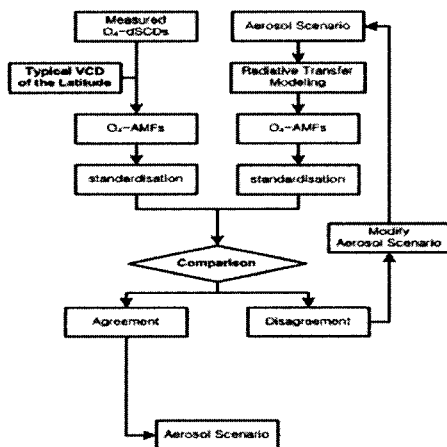 Measured
O₄-dSCDs
Aerosol Scenario
Typical VCD
of the Latitude
Radiative Transfer
Modeling
O₄-AMFs
O₄-AMFs
standardisation
standardisation
Modify
Aerosol Scenario
Comparison
Agreement
Disagreement
Aerosol Scenario